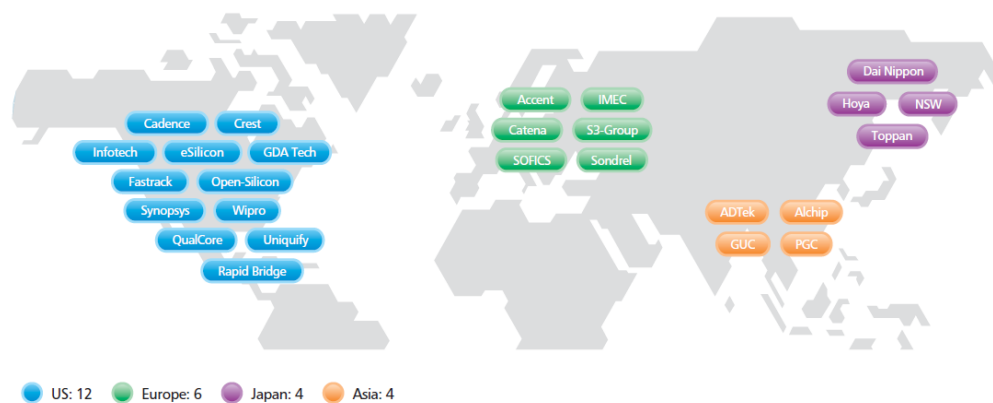 Dai Nippon
Accent IMEC
Hoya NSW
Cadence Crest
Catena S3-Group
Toppan
Infotech eSilicon GDA Tech
SOFICS Sondrel
Fastrack Open-Silicon
Synopsys Wipro
ADTek Alchip
QualCore Uniquify
GUC PGC
Rapid Bridge
US: 12 Europe: 6 Japan: 4 Asia: 4